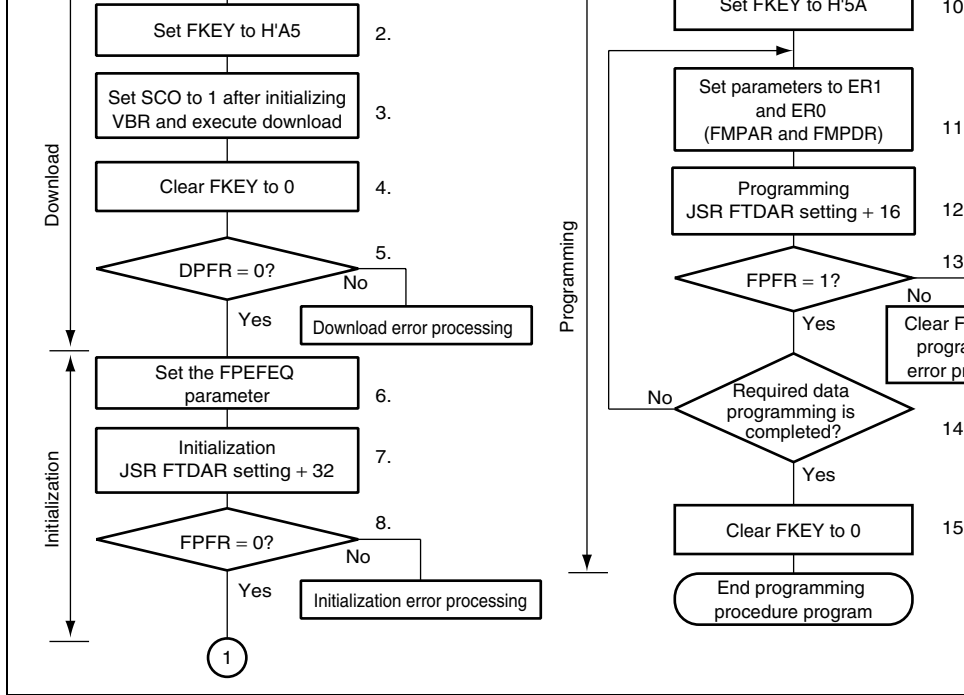 Set FKEY to H'A5
2.
Set SCO to 1 after initializing
VBR and execute download
3.
Clear FKEY to 0
4.
Download
5.
DPFR = 0?
No
Yes
Download error processing
Set the FPEFEQ
parameter
6.
Initialization
JSR FTDAR setting + 32
7.
Initialization
8.
FPFR = 0?
No
Yes
Initialization error processing
1
Set FKEY to H'5A
10
Set parameters to ER1
and ER0
(FMPAR and FMPDR)
11
Programming
JSR FTDAR setting + 16
12
Programming
13
FPFR = 1?
No
Yes
Clear F
progra
error pr
No
Required data
programming is
completed?
14
Yes
Clear FKEY to 0
15
End programming
procedure program